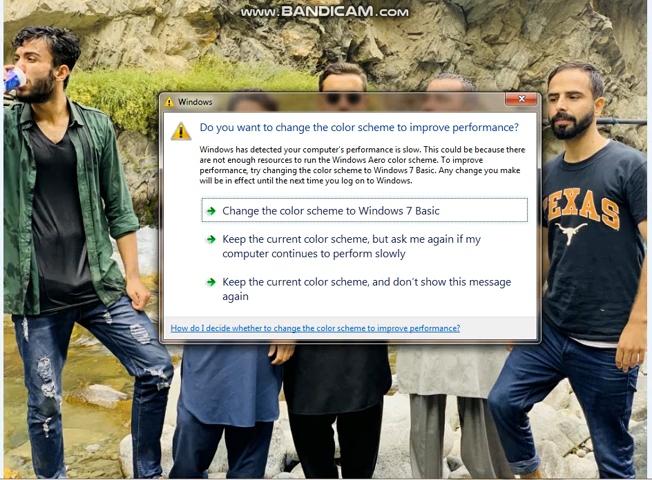 www.BANDICAM.com
Windows
Do you want to change the color scheme to improve performance?
Windows has detected your computer's performance is slow. This could be because there
are not enough resources to run the Windows Aero color scheme. To improve
performance, try changing the color scheme to Windows 7 Basic. Any change you make
will be in effect until the next time you log on to Windows.
Change the color scheme to Windows 7 Basic
Keep the current color scheme, but ask me again if my
computer continues to perform slowly
Keep the current color scheme, and don't show this message
again
How do I decide whether to change the color scheme to improve performance?
TEXAS